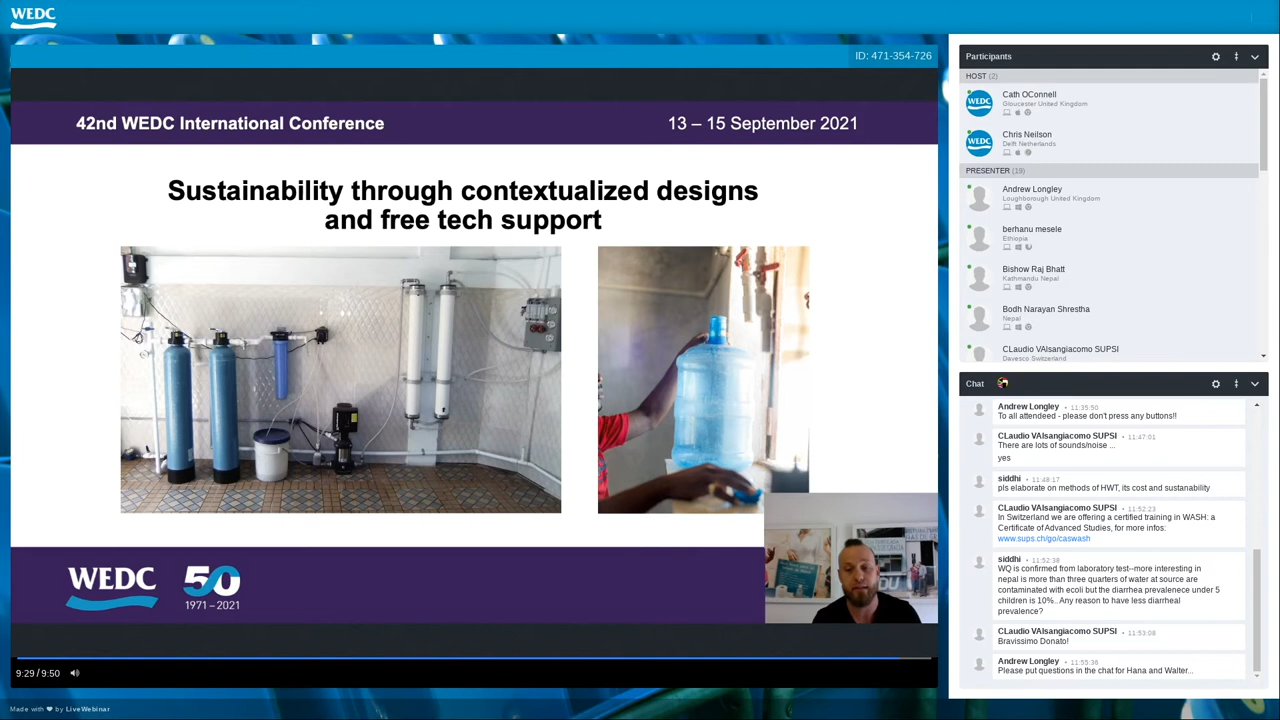 WEDC
ID: 471-354-726
42nd WEDC International Conference
13 – 15 September 2021
Sustainability through contextualized designs
and free tech support
WEDC
50
1971 – 2021
9:29 / 9:50
Made with ❤ by LiveWebinar
Participants
HOST (2)
WEDC
Cath OConnell
Gloucester United Kingdom
WEDC
Chris Neilson
Delft Netherlands
PRESENTER (19)
Andrew Longley
Loughborough United Kingdom
berhanu mesele
Ethiopia
Bishow Raj Bhatt
Kathmandu Nepal
Bodh Narayan Shrestha
Nepal
CLaudio VAlsangiacomo SUPSI
Davesco Switzerland
Chat
Andrew Longley • 11:35:50
To all attendeed - please don't press any buttons!!
CLaudio VAlsangiacomo SUPSI • 11:47:01
There are lots of sounds/noise ...
yes
siddhi • 11:48:17
pls elaborate on methods of HWT, its cost and sustanability
CLaudio VAlsangiacomo SUPSI • 11:52:23
In Switzerland we are offering a certified training in WASH: a
Certificate of Advanced Studies, for more infos:
www.sups.ch/go/caswash
siddhi • 11:52:38
WQ is confirmed from laboratory test--more interesting in
nepal is more than three quarters of water at source are
contaminated with ecoli but the diarrhea prevalenece under 5
children is 10%.. Any reason to have less diarrheal
prevalence?
CLaudio VAlsangiacomo SUPSI • 11:53:08
Bravissimo Donato!
Andrew Longley • 11:55:36
Please put questions in the chat for Hana and Walter...